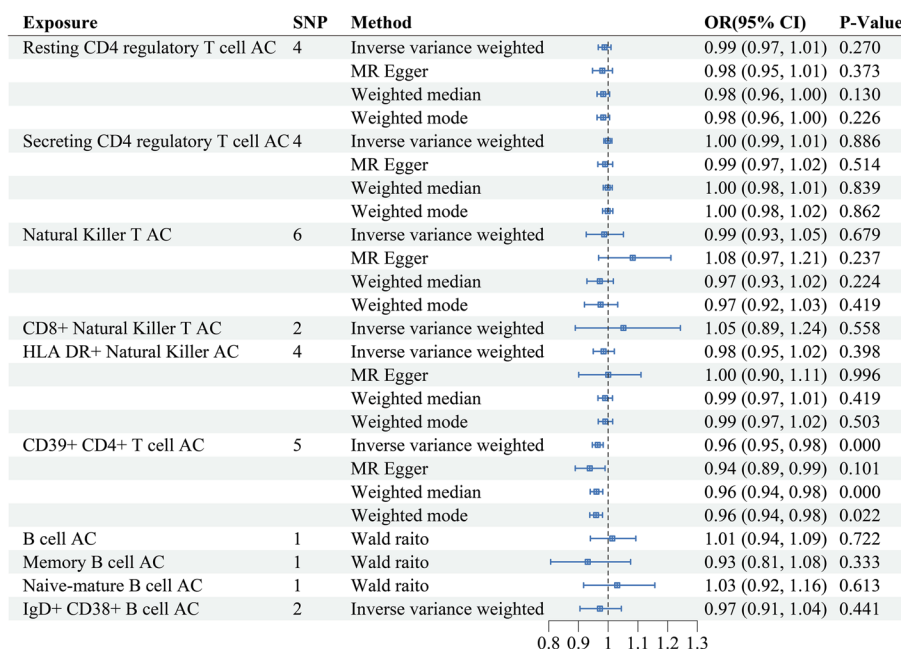 Exposure SNP Method OR(95% CI) P-Value
Resting CD4 regulatory T cell AC 4 Inverse variance weighted 0.99 (0.97, 1.01) 0.270
MR Egger 0.98 (0.95, 1.01) 0.373
Weighted median 0.98 (0.96, 1.00) 0.130
Weighted mode 0.98 (0.96, 1.00) 0.226
Secreting CD4 regulatory T cell AC 4 Inverse variance weighted 1.00 (0.99, 1.01) 0.886
MR Egger 0.99 (0.97, 1.02) 0.514
Weighted median 1.00 (0.98, 1.01) 0.839
Weighted mode 1.00 (0.98, 1.02) 0.862
Natural Killer T AC 6 Inverse variance weighted 0.99 (0.93, 1.05) 0.679
MR Egger 1.08 (0.97, 1.21) 0.237
Weighted median 0.97 (0.93, 1.02) 0.224
Weighted mode 0.97 (0.92, 1.03) 0.419
CD8+ Natural Killer T AC 2 Inverse variance weighted 1.05 (0.89, 1.24) 0.558
HLA DR+ Natural Killer AC 4 Inverse variance weighted 0.98 (0.95, 1.02) 0.398
MR Egger 1.00 (0.90, 1.11) 0.996
Weighted median 0.99 (0.97, 1.01) 0.419
Weighted mode 0.99 (0.97, 1.02) 0.503
CD39+ CD4+ T cell AC 5 Inverse variance weighted 0.96 (0.95, 0.98) 0.000
MR Egger 0.94 (0.89, 0.99) 0.101
Weighted median 0.96 (0.94, 0.98) 0.000
Weighted mode 0.96 (0.94, 0.98) 0.022
B cell AC 1 Wald raito 1.01 (0.94, 1.09) 0.722
Memory B cell AC 1 Wald raito 0.93 (0.81, 1.08) 0.333
Naive-mature B cell AC 1 Wald raito 1.03 (0.92, 1.16) 0.613
IgD+ CD38+ B cell AC 2 Inverse variance weighted 0.97 (0.91, 1.04) 0.441
0.8 0.9 1 1.1 1.2 1.3